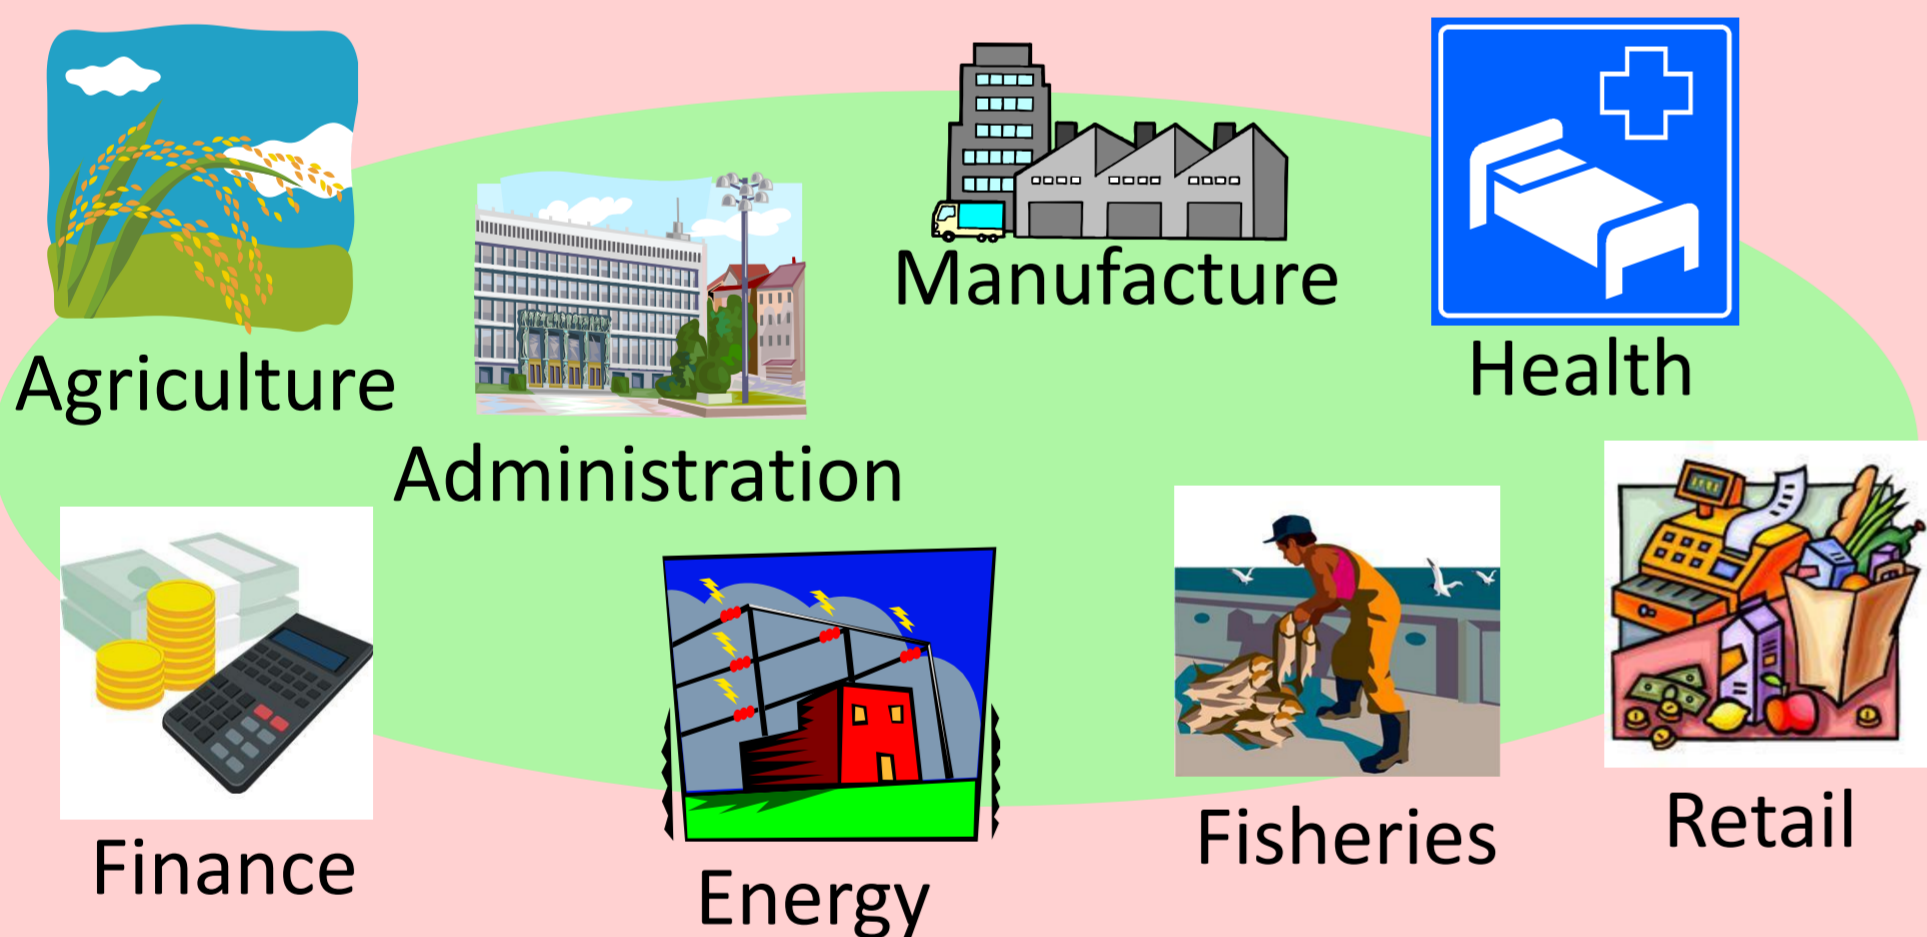 Manufacture
Health
Agriculture
Administration
Finance
Energy
Fisheries
Retail